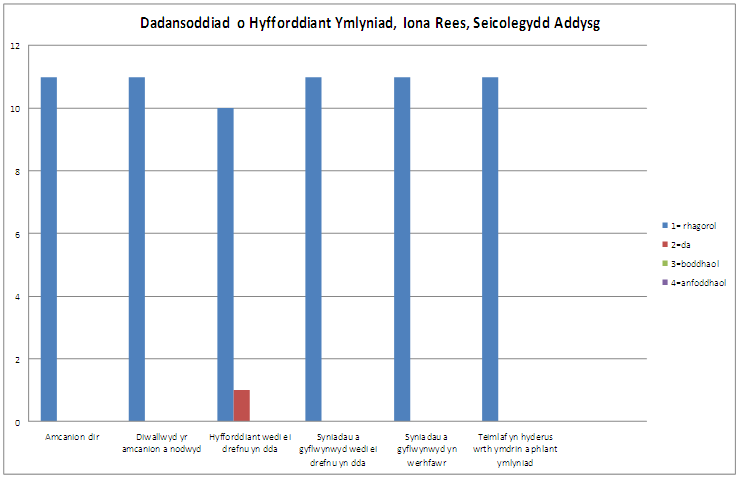 Dadansoddiad o Hyfforddiant Ymlyniad, Iona Rees, Seicolegydd Addysg
12
10
8
6
4
2
0
Amcanion clir
Diwallwyd yr
amcanion a nodwyd
Hyfforddiant wedi ei
drefnu yn dda
Syniadau a
gyflwynwyd wedi ei
drefnu yn dda
Syniadau a
gyflwynwyd yn
werhfawr
Teimlaf yn hyderus
wrth ymdrin a phlant
ymlyniad
1= rhagorol
2=da
3=boddhaol
4=anfoddhaol